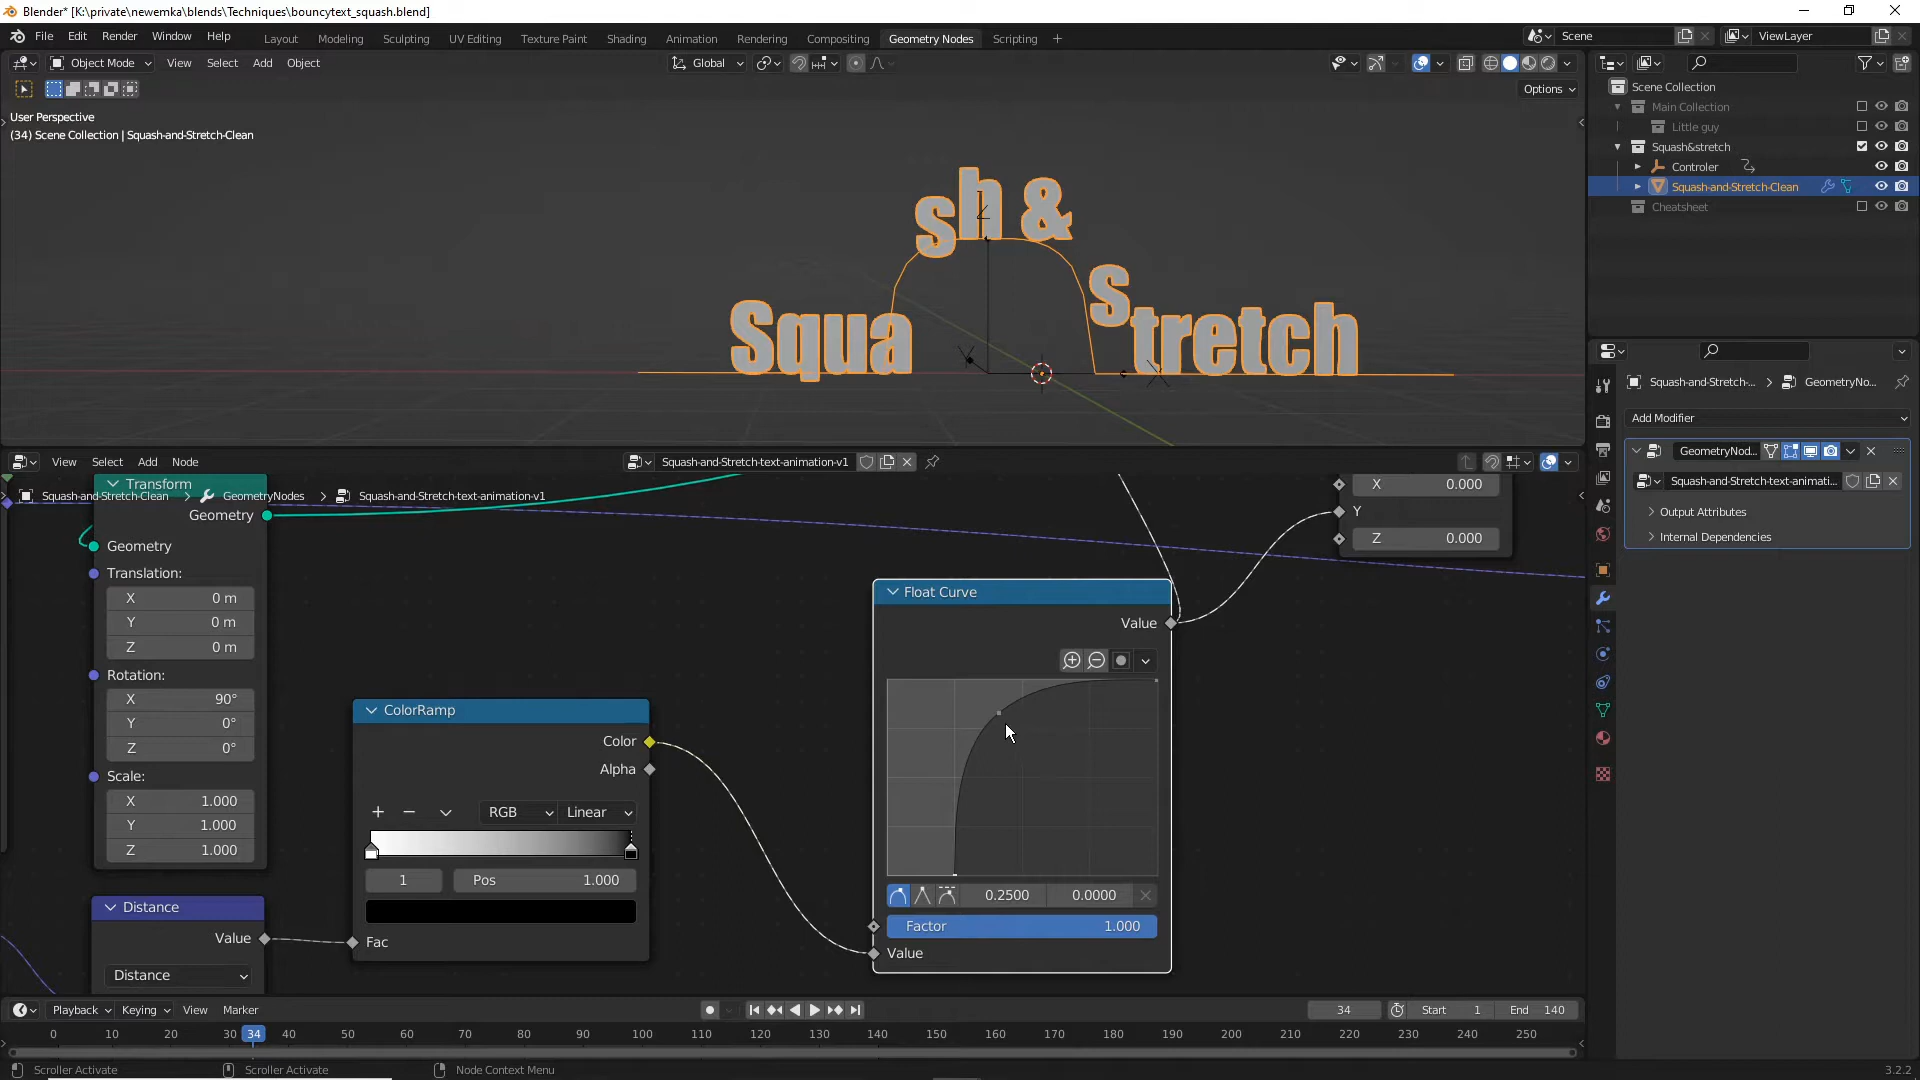 Blender* [K:\private\newemka\blends\Techniques\bouncytext_squash.blend]
File Edit Render Window Help Layout Modeling Sculpting UV Editing Texture Paint Shading Animation Rendering Compositing Geometry Nodes Scripting Scene ViewLayer
Object Mode View Select Add Object Global
Options
User Perspective
(34) Scene Collection | Squash-and-Stretch-Clean
Squash & Stretch
Scene Collection
Main Collection
Little guy
Squash&stretch
Controler
Squash-and-Stretch-Clean
Cheatsheet
Squash-and-Stretch-... GeometryNo...
Add Modifier
GeometryNod...
Squash-and-Stretch-text-animati...
Output Attributes
Internal Dependencies
View Select Add Node Squash-and-Stretch-text-animation-v1
Squash-and-Stretch-Clean GeometryNodes Squash-and-Stretch-text-animation-v1
Transform
Geometry
Geometry
Translation:
X 0 m
Y 0 m
Z 0 m
Rotation:
X 90°
Y 0°
Z 0°
Scale:
X 1.000
Y 1.000
Z 1.000
Distance
Value
Distance
ColorRamp
Color
Alpha
RGB Linear
1 Pos 1.000
Fac
Float Curve
Value
0.2500 0.0000
Factor 1.000
Value
X 0.000
Y
Z 0.000
Playback Keying View Marker 34 Start 1 End 140
0 10 20 30 34 40 50 60 70 80 90 100 110 120 130 140 150 160 170 180 190 200 210 220 230 240 250
Scroller Activate Scroller Activate Node Context Menu 3.2.2